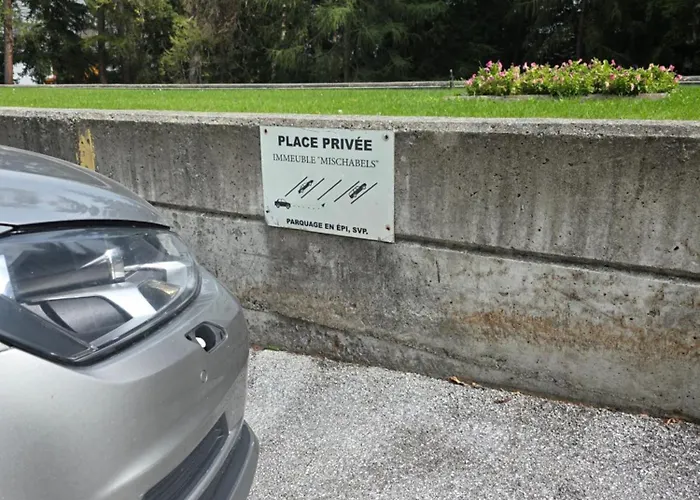 PLACE PRIVÉE
IMMEUBLE "MISCHABELS"
PARQUAGE EN ÉPI, SVP.